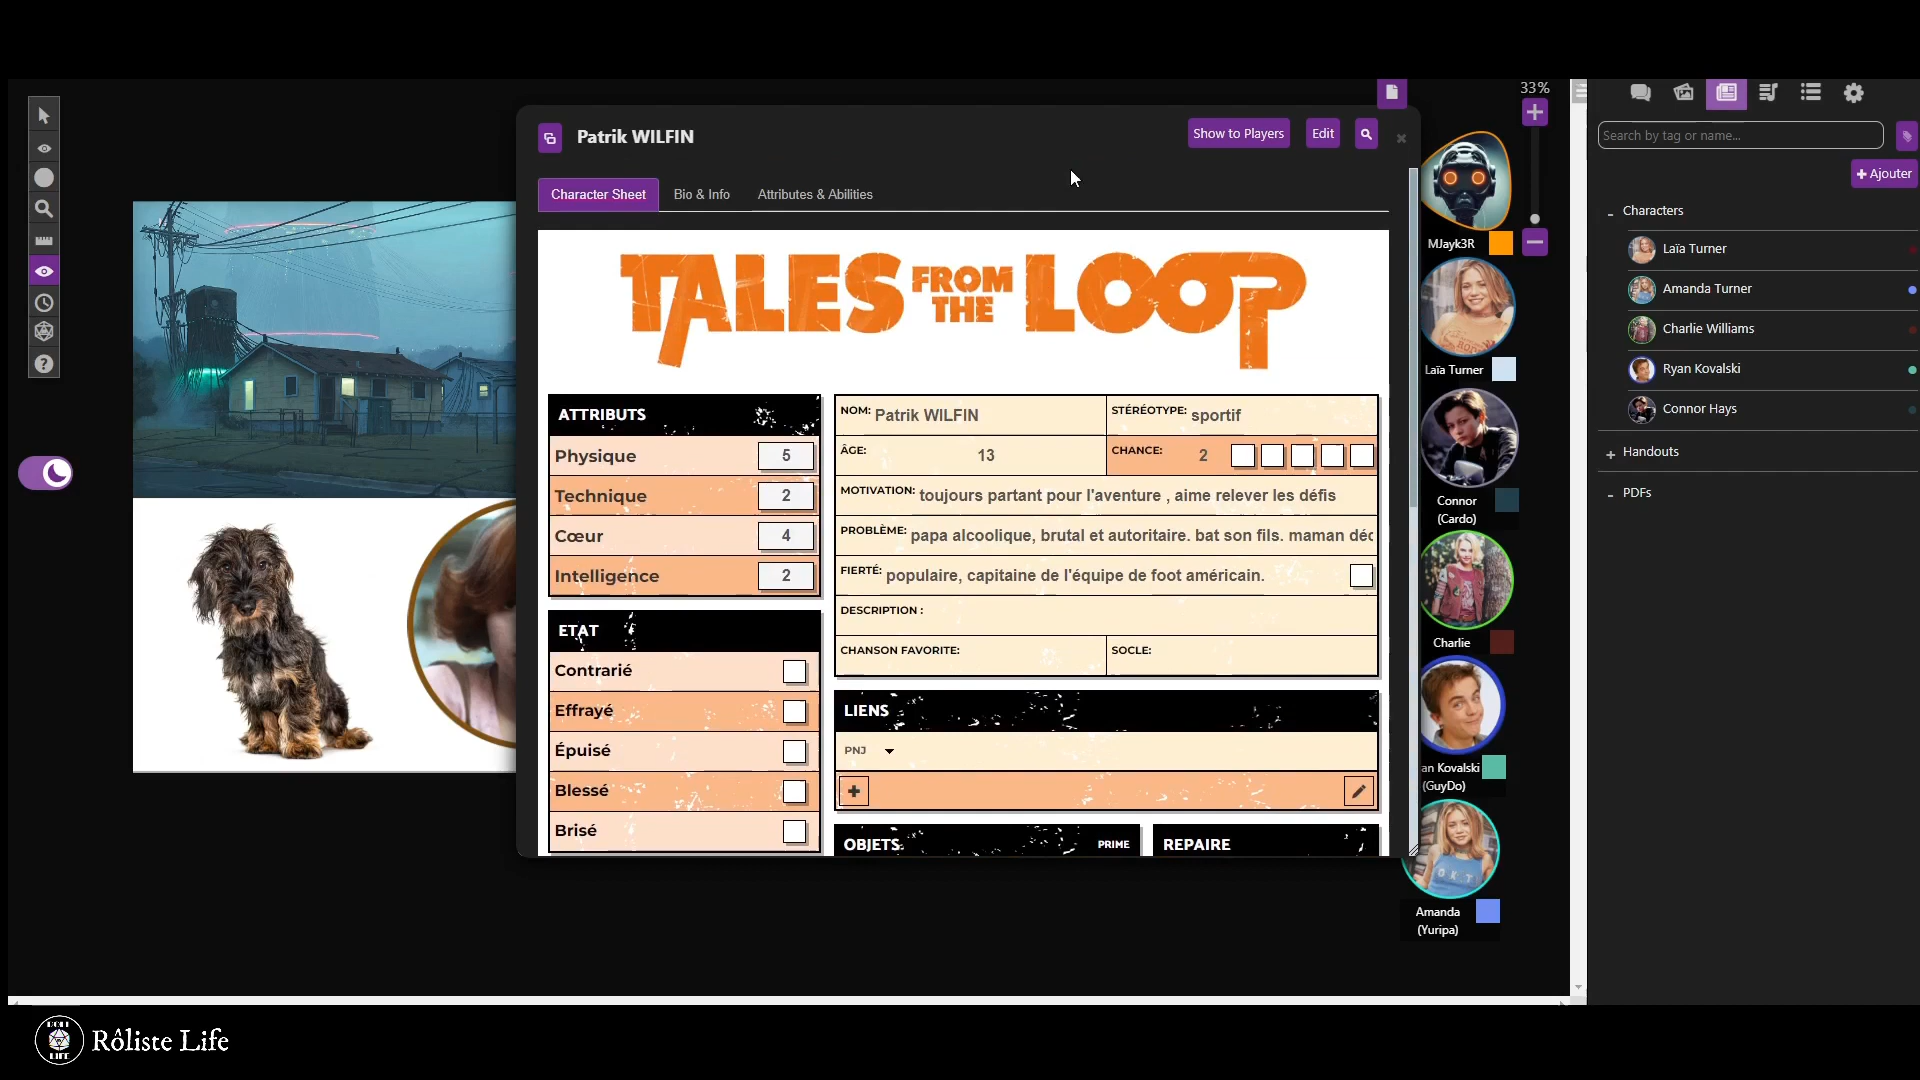 33%
Patrik WILFIN
Show to Players
Edit
Character Sheet
Bio & Info
Attributes & Abilities
TALES FROM THE LOOP
ATTRIBUTS
Physique 5
Technique 2
Cœur 4
Intelligence 2
ETAT
Contrarié
Effrayé
Épuisé
Blessé
Brisé
NOM: Patrik WILFIN
STÉRÉOTYPE: sportif
ÂGE: 13
CHANCE: 2
MOTIVATION: toujours partant pour l'aventure , aime relever les défis
PROBLÈME: papa alcoolique, brutal et autoritaire. bat son fils. maman déc
FIERTÉ: populaire, capitaine de l'équipe de foot américain.
DESCRIPTION :
CHANSON FAVORITE:
SOCLE:
LIENS
PNJ
OBJETS
PRIME
REPAIRE
MJayk3R
Laïa Turner
Connor
(Cardo)
Charlie
an Kovalski
(GuyDo)
Amanda
(Yuripa)
Search by tag or name...
+ Ajouter
Characters
Laïa Turner
Amanda Turner
Charlie Williams
Ryan Kovalski
Connor Hays
Handouts
PDFs
ROLI
LIFE
Rôliste Life